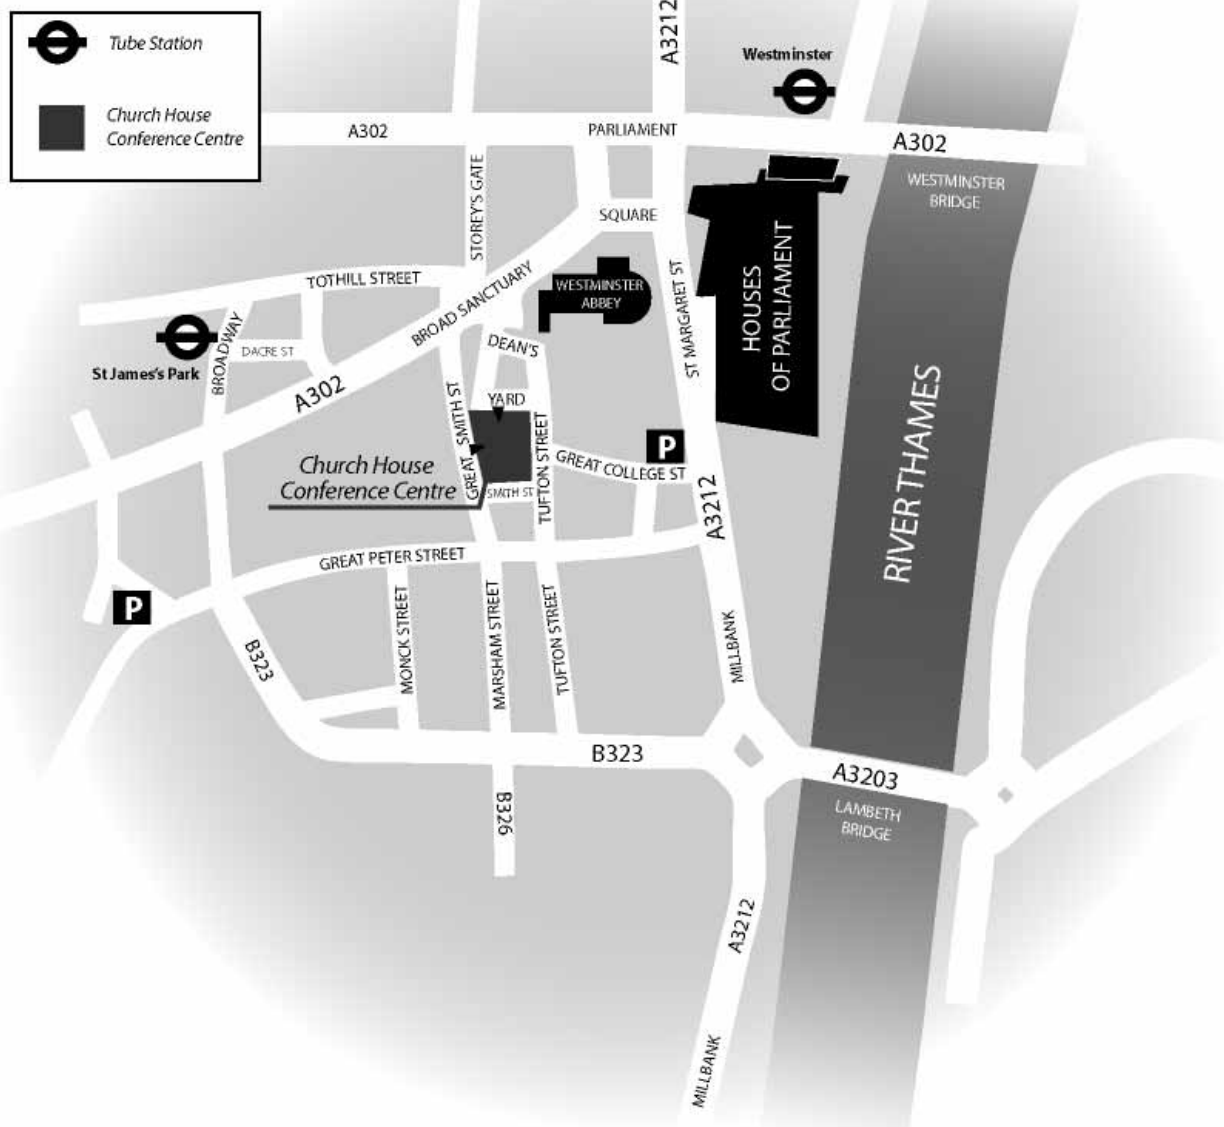 Tube Station
Church House
Conference Centre
A3212
Westminster
A302
PARLIAMENT
A302
WESTMINSTER
BRIDGE
STOREY'S GATE
SQUARE
TOTHILL STREET
BROAD SANCTUARY
WESTMINSTER
ABBEY
ST MARGARET ST
HOUSES
OF PARLIAMENT
St James's Park
BROADWAY
DACRE ST
DEAN'S
YARD
A302
GREAT SMITH ST
TUFTON STREET
P
GREAT COLLEGE ST
Church House
Conference Centre
SMITH ST
A3212
RIVER THAMES
GREAT PETER STREET
P
B323
MONCK STREET
MARSHAM STREET
TUFTON STREET
MILLBANK
B323
A3203
LAMBETH
BRIDGE
B326
A3212
MILLBANK